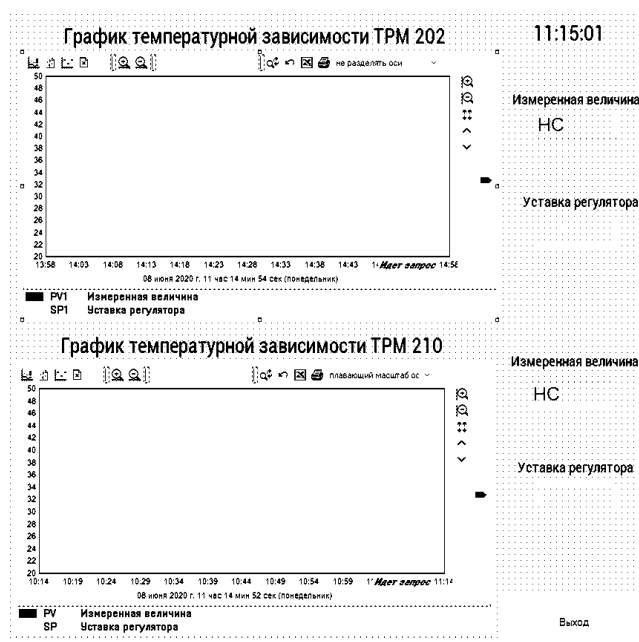 График температурной зависимости ТРМ 202
11:15:01
не разделять оси
50
48
46
44
42
40
38
36
34
32
30
28
26
24
22
20
13:58 14:03 14:08 14:13 14:18 14:23 14:28 14:33 14:38 14:43 Идет запрос 14:58
08 июня 2020 г. 11 час 14 мин 54 сек (понедельник)
PV1 Измеренная величина
SP1 Уставка регулятора
Измеренная величина
НС
Уставка регулятора
График температурной зависимости ТРМ 210
плавающий масштаб ос
50
48
46
44
42
40
38
36
34
32
30
28
26
24
22
20
10:14 10:19 10:24 10:29 10:34 10:39 10:44 10:49 10:54 10:59 Идет запрос 11:14
08 июня 2020 г. 11 час 14 мин 52 сек (понедельник)
PV Измеренная величина
SP Уставка регулятора
Измеренная величина
НС
Уставка регулятора
Выход